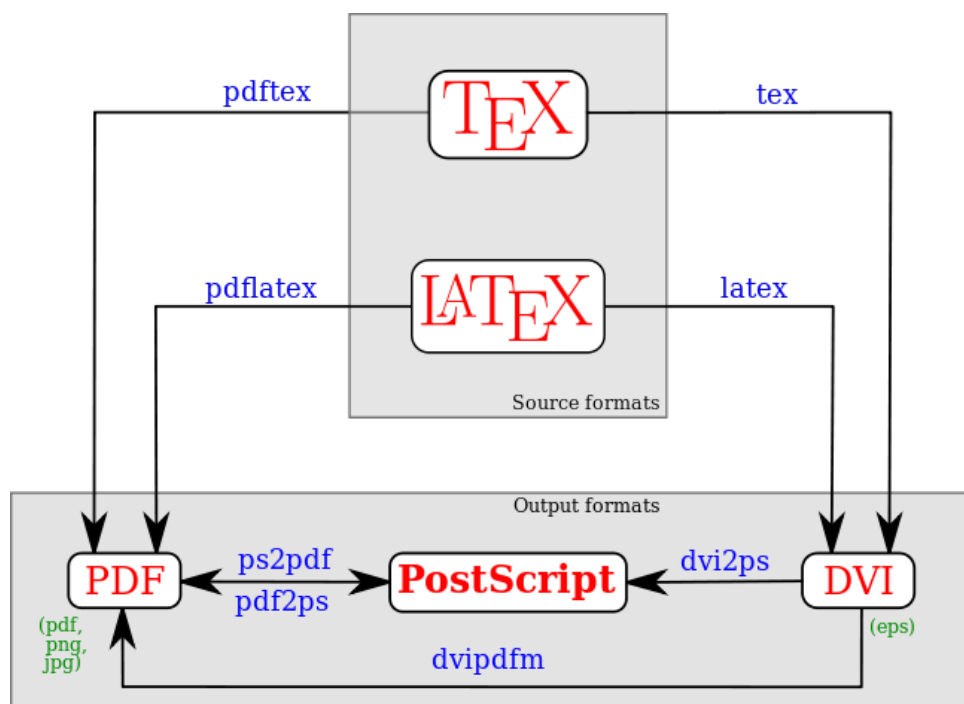 pdftex
TEX
tex
pdflatex
LATEX
latex
Source formats
Output formats
PDF
ps2pdf
pdf2ps
PostScript
dvi2ps
DVI
(pdf,
png,
jpg)
(eps)
dvipdfm